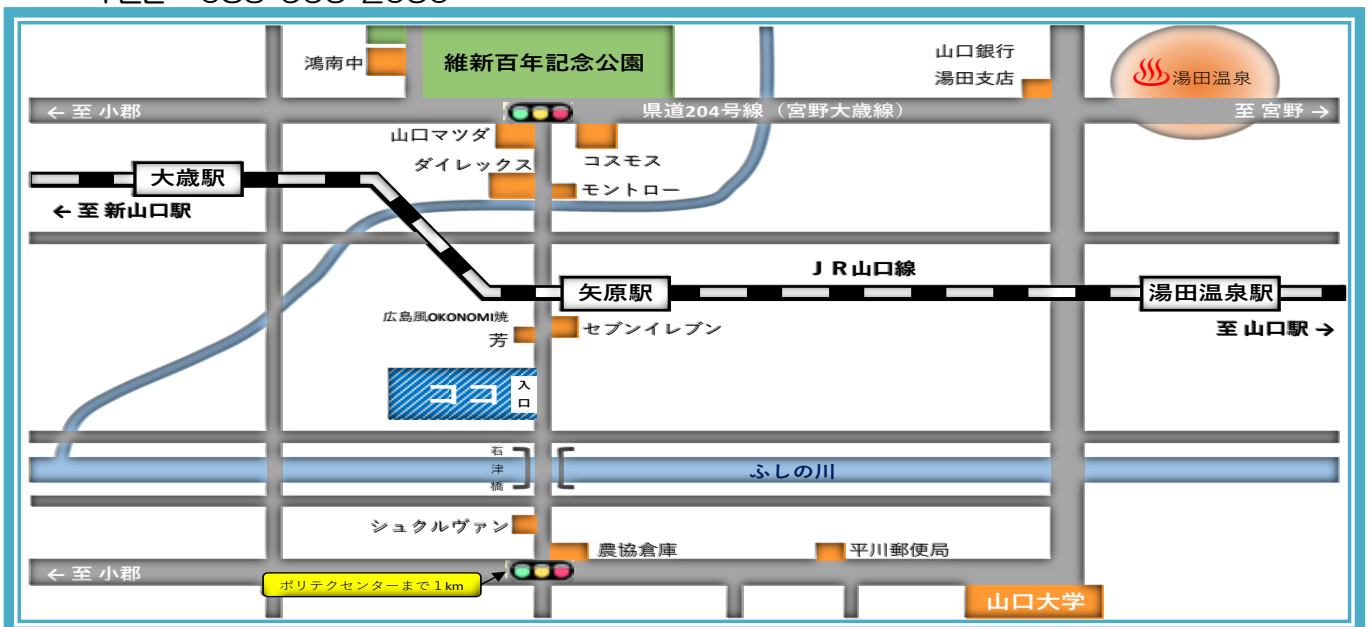 鴻南中
維新百年記念公園
山口銀行
湯田支店
湯田温泉
← 至 小郡
県道204号線（宮野大歳線）
至 宮野 →
山口マツダ
コスモス
ダイレックス
モントロー
大歳駅
← 至 新山口駅
ＪＲ山口線
矢原駅
湯田温泉駅
至 山口駅 →
広島風OKONOMI焼
芳
セブンイレブン
ココ
入口
石津橋
ふしの川
シュクルヴァン
農協倉庫
平川郵便局
← 至 小郡
ポリテクセンターまで１km
山口大学